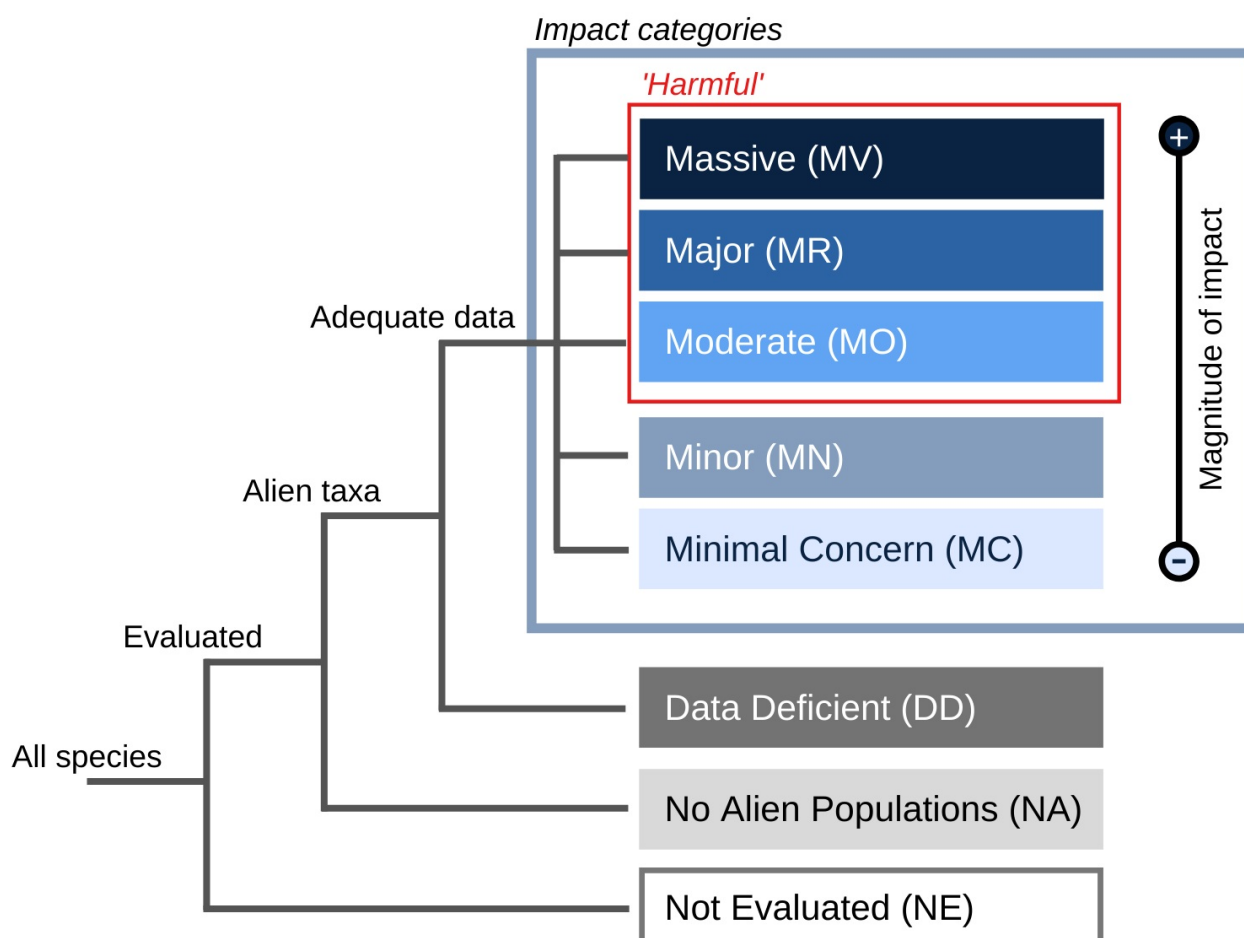 Impact categories
'Harmful'
Massive (MV)
+
Major (MR)
Adequate data
Moderate (MO)
Magnitude of impact
Minor (MN)
Alien taxa
Minimal Concern (MC)
-
Evaluated
Data Deficient (DD)
All species
No Alien Populations (NA)
Not Evaluated (NE)